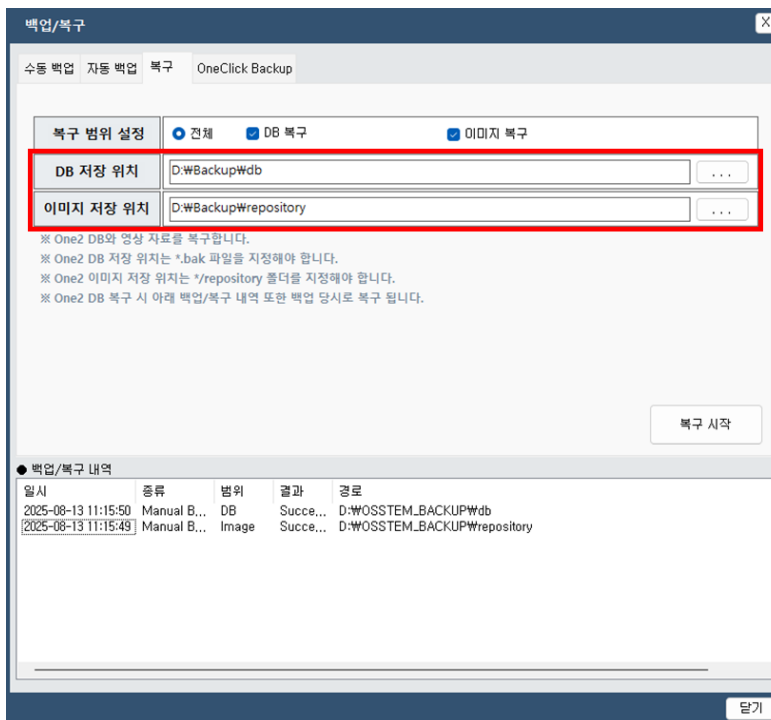 백업/복구
X
수동 백업 자동 백업 복구 OneClick Backup
복구 범위 설정 전체 DB 복구 이미지 복구
DB 저장 위치 D:₩Backup₩db ...
이미지 저장 위치 D:₩Backup₩repository ...
※ One2 DB와 영상 자료를 복구합니다.
※ One2 DB 저장 위치는 *.bak 파일을 지정해야 합니다.
※ One2 이미지 저장 위치는 */repository 폴더를 지정해야 합니다.
※ One2 DB 복구 시 아래 백업/복구 내역 또한 백업 당시로 복구 됩니다.
복구 시작
● 백업/복구 내역
일시 종류 범위 결과 경로
2025-08-13 11:15:50 Manual B... DB Succe... D:₩OSSTEM_BACKUP₩db
2025-08-13 11:15:49 Manual B... Image Succe... D:₩OSSTEM_BACKUP₩repository
닫기